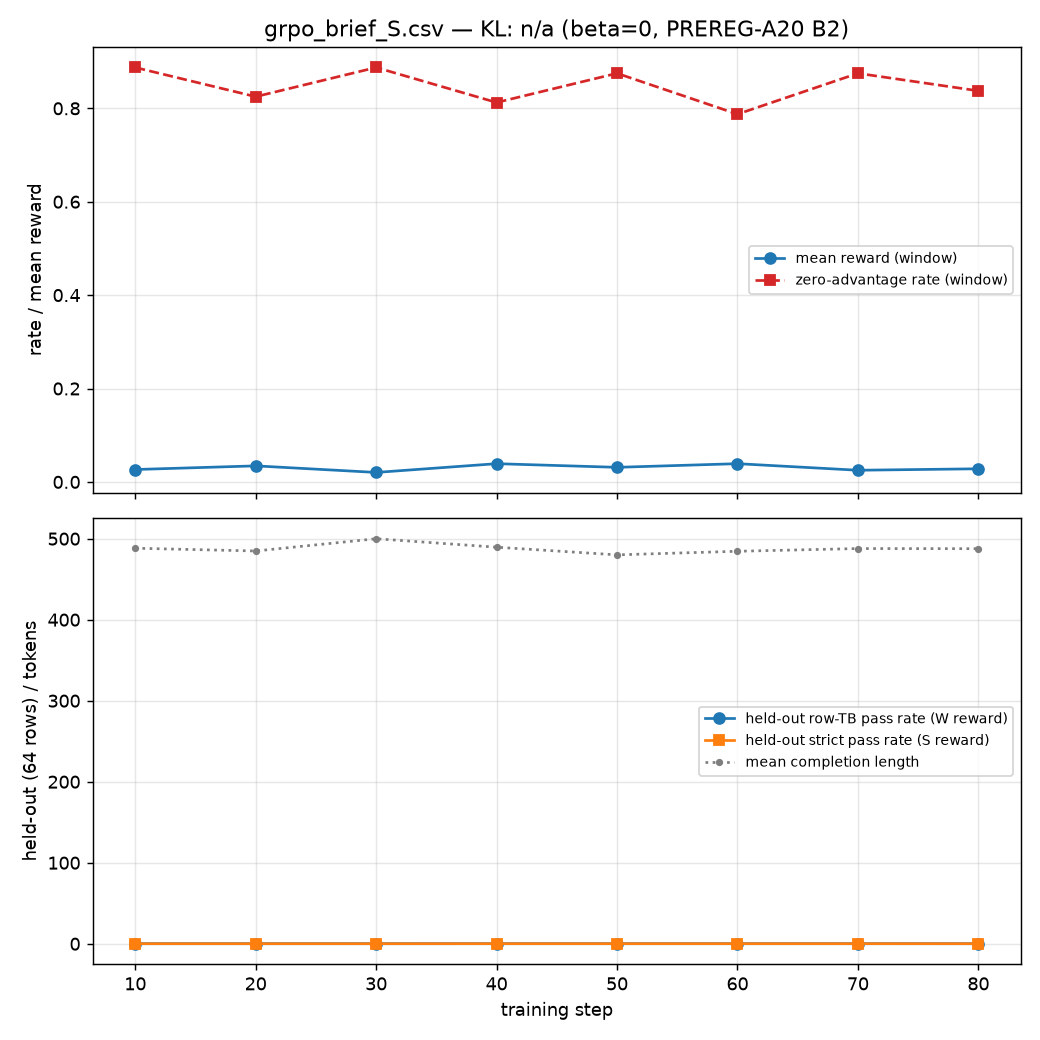 grpo_brief_S.csv — KL: n/a (beta=0, PREREG-A20 B2)
rate / mean reward
0.8
0.6
0.4
0.2
0.0
mean reward (window)
zero-advantage rate (window)
held-out (64 rows) / tokens
500
400
300
200
100
0
held-out row-TB pass rate (W reward)
held-out strict pass rate (S reward)
mean completion length
10 20 30 40 50 60 70 80
training step